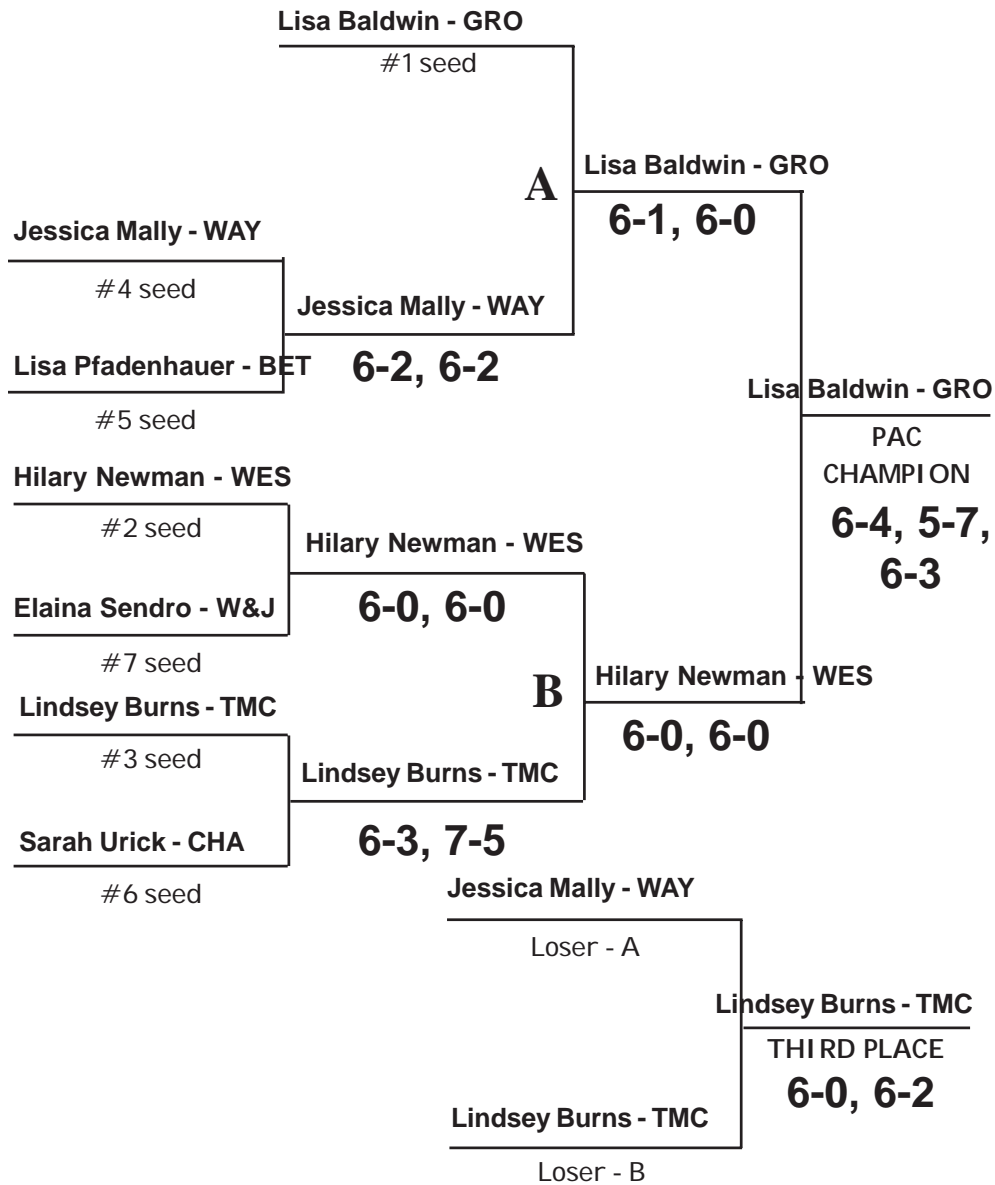 Lisa Baldwin - GRO
#1 seed
A
Lisa Baldwin - GRO
6-1, 6-0
Jessica Mally - WAY
#4 seed
Jessica Mally - WAY
6-2, 6-2
Lisa Pfadenhauer - BET
#5 seed
Lisa Baldwin - GRO
PAC
CHAMPION
6-4, 5-7,
6-3
Hilary Newman - WES
#2 seed
Hilary Newman - WES
6-0, 6-0
Elaina Sendro - W&J
#7 seed
B
Hilary Newman - WES
6-0, 6-0
Lindsey Burns - TMC
#3 seed
Lindsey Burns - TMC
6-3, 7-5
Sarah Urick - CHA
#6 seed
Jessica Mally - WAY
Loser - A
Lindsey Burns - TMC
THIRD PLACE
6-0, 6-2
Lindsey Burns - TMC
Loser - B